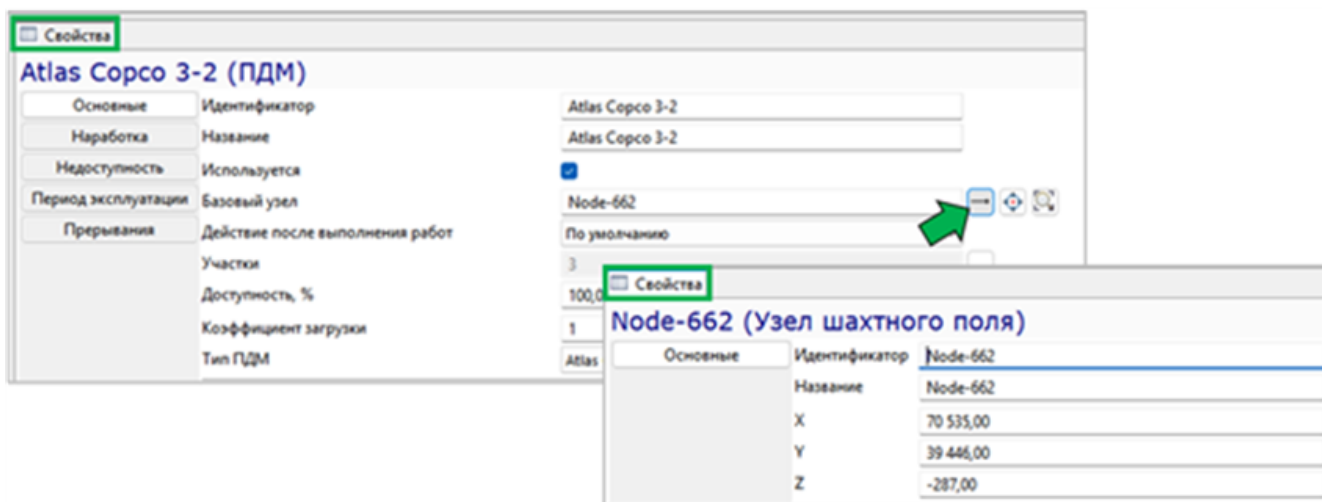 Свойства
Atlas Copco 3-2 (ПДМ)
Основные Идентификатор Atlas Copco 3-2
Наработка Название Atlas Copco 3-2
Недоступность Используется
Период эксплуатации Базовый узел Node-662
Прерывания Действие после выполнения работ По умолчанию
Участки 3
Доступность, % 100,0
Коэффициент загрузки 1
Тип ПДМ Atlas
Свойства
Node-662 (Узел шахтного поля)
Основные Идентификатор Node-662
Название Node-662
X 70 535,00
Y 39 446,00
Z -287,00